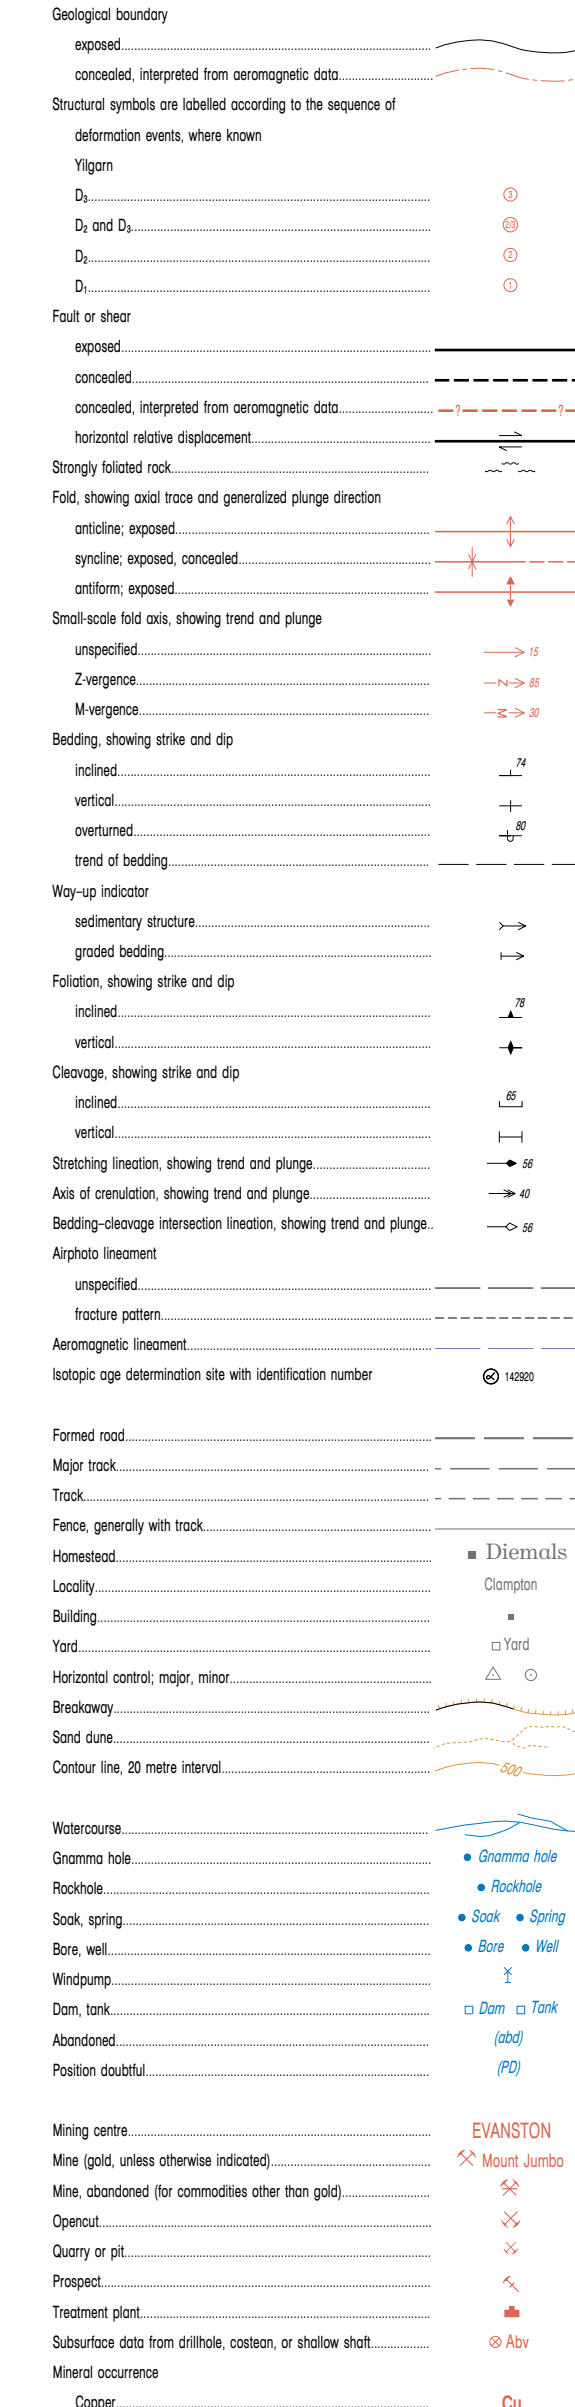 Geological boundary
exposed
concealed, interpreted from aeromagnetic data
Structural symbols are labelled according to the sequence of
deformation events, where known
Yilgarn
D₃ 3
D₂ and D₃ 2/3
D₂ 2
D₁ 1
Fault or shear
exposed
concealed
concealed, interpreted from aeromagnetic data ? ?
horizontal relative displacement
Strongly foliated rock
Fold, showing axial trace and generalized plunge direction
anticline; exposed
syncline; exposed, concealed
antiform; exposed
Small-scale fold axis, showing trend and plunge
unspecified 15
Z-vergence Z 85
M-vergence M 30
Bedding, showing strike and dip
inclined 74
vertical
overturned 80
trend of bedding
Way-up indicator
sedimentary structure
graded bedding
Foliation, showing strike and dip
inclined 78
vertical
Cleavage, showing strike and dip
inclined 65
vertical
Stretching lineation, showing trend and plunge 56
Axis of crenulation, showing trend and plunge 40
Bedding-cleavage intersection lineation, showing trend and plunge 56
Airphoto lineament
unspecified
fracture pattern
Aeromagnetic lineament
Isotopic age determination site with identification number 142920
Formed road
Major track
Track
Fence, generally with track
Homestead Diemals
Locality Clampton
Building
Yard Yard
Horizontal control; major, minor
Breakaway
Sand dune
Contour line, 20 metre interval 500
Watercourse
Gnamma hole Gnamma hole
Rockhole Rockhole
Soak, spring Soak Spring
Bore, well Bore Well
Windpump
Dam, tank Dam Tank
Abandoned (abd)
Position doubtful (PD)
Mining centre EVANSTON
Mine (gold, unless otherwise indicated) Mount Jumbo
Mine, abandoned (for commodities other than gold)
Opencut
Quarry or pit
Prospect
Treatment plant
Subsurface data from drillhole, costean, or shallow shaft Abv
Mineral occurrence
Copper Cu